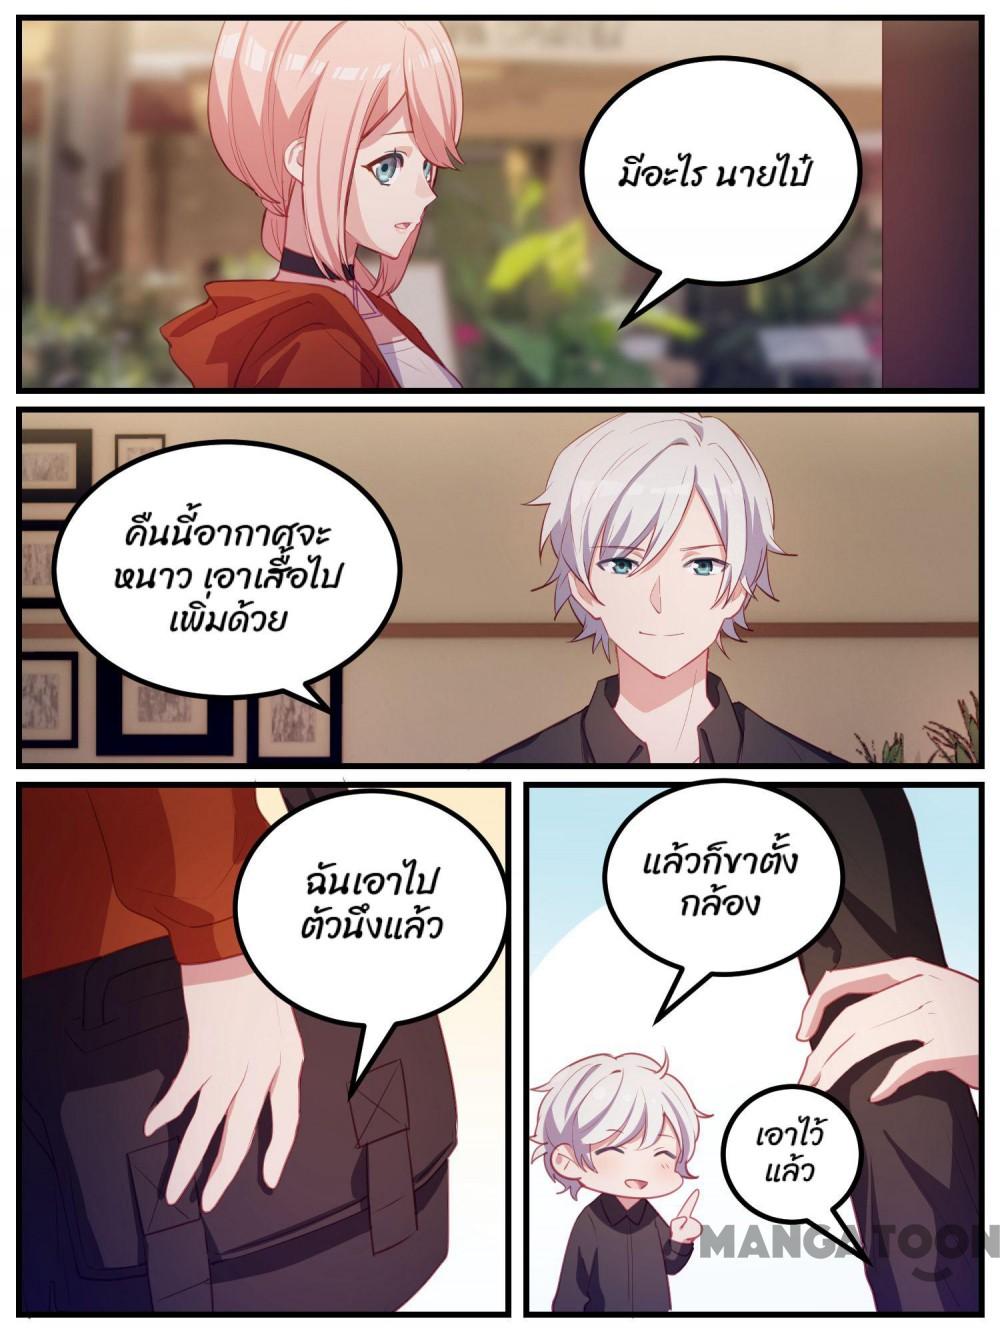 มีอะไร นายไป๋
คืนนี้อากาศจะ
หนาว เอาเสื้อไป
เพิ่มด้วย
ฉันเอาไป
ตัวนึงแล้ว
แล้วก็ขาตั้ง
กล้อง
เอาไว้
แล้ว
MANGATOON